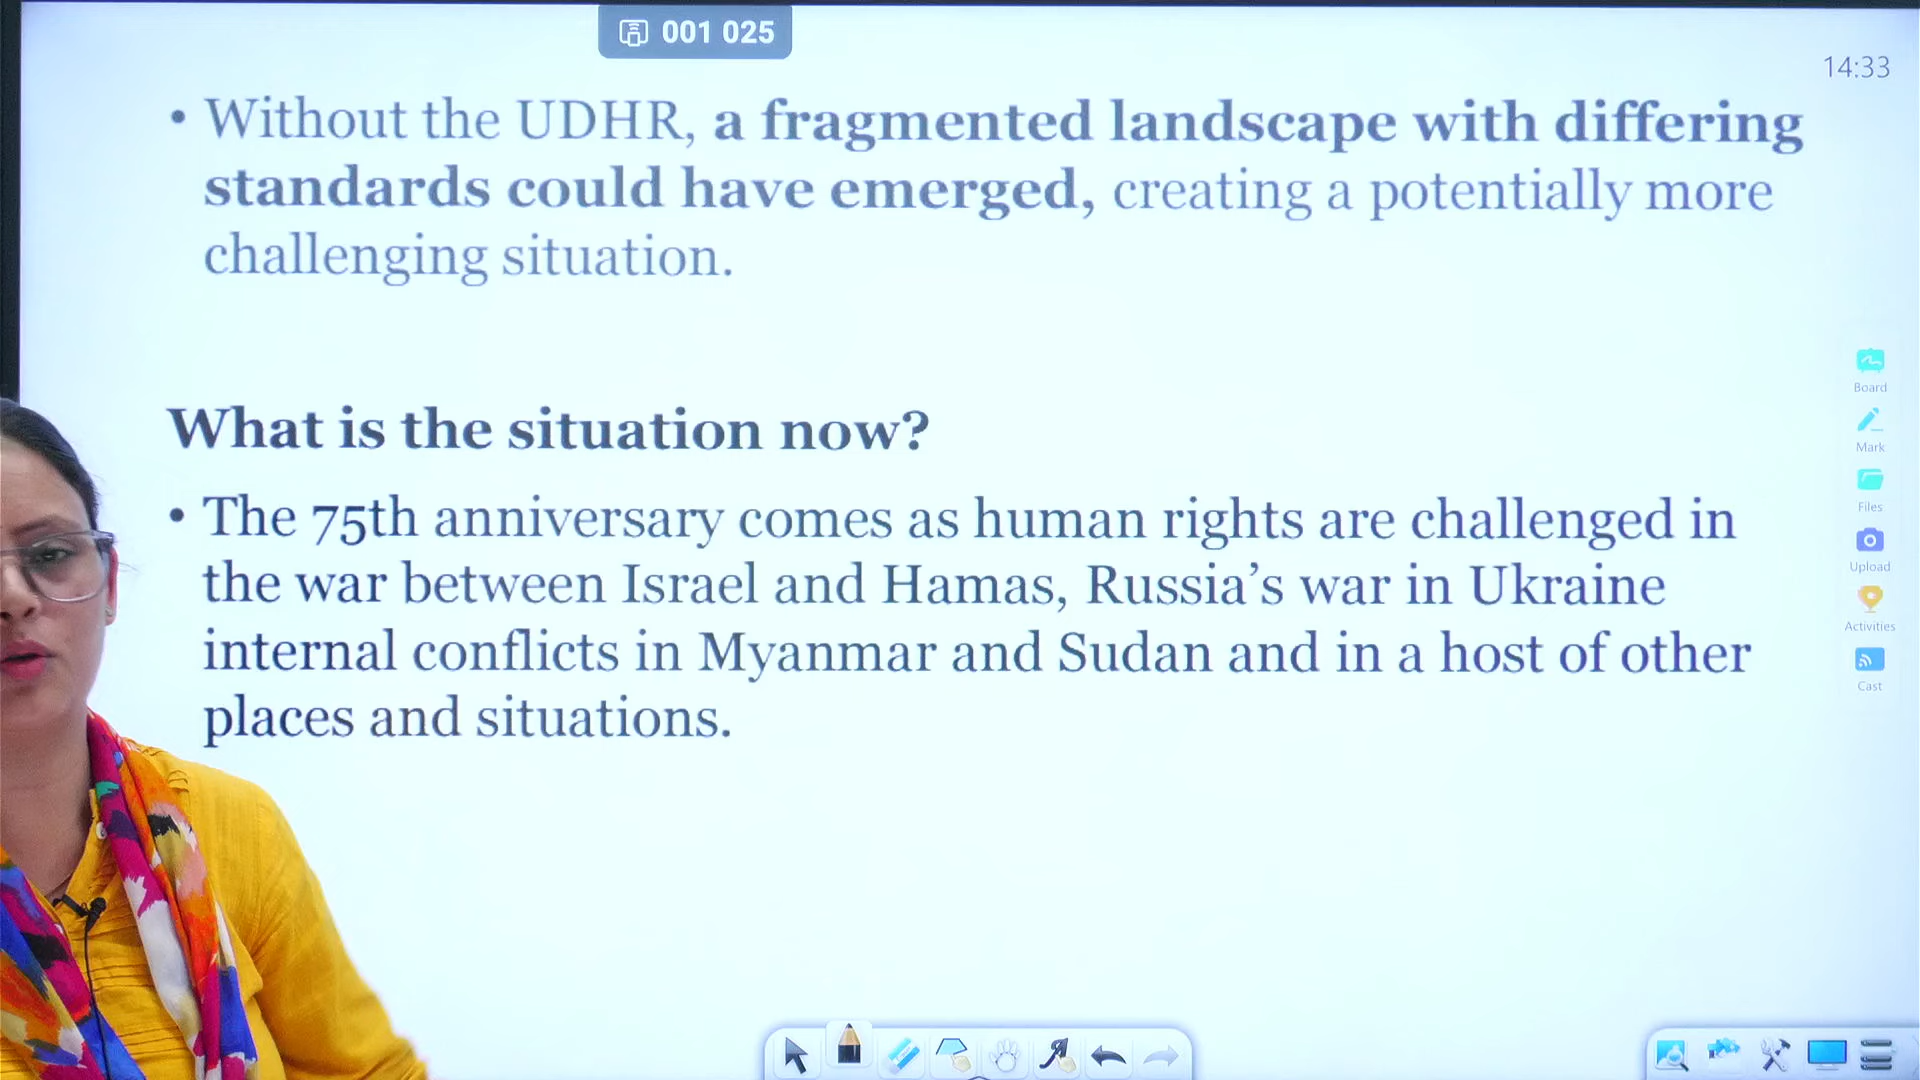 001 025
14:33
• Without the UDHR, a fragmented landscape with differing
standards could have emerged, creating a potentially more
challenging situation.
What is the situation now?
• The 75th anniversary comes as human rights are challenged in
the war between Israel and Hamas, Russia’s war in Ukraine
internal conflicts in Myanmar and Sudan and in a host of other
places and situations.
Board
Mark
Files
Upload
Activities
Cast